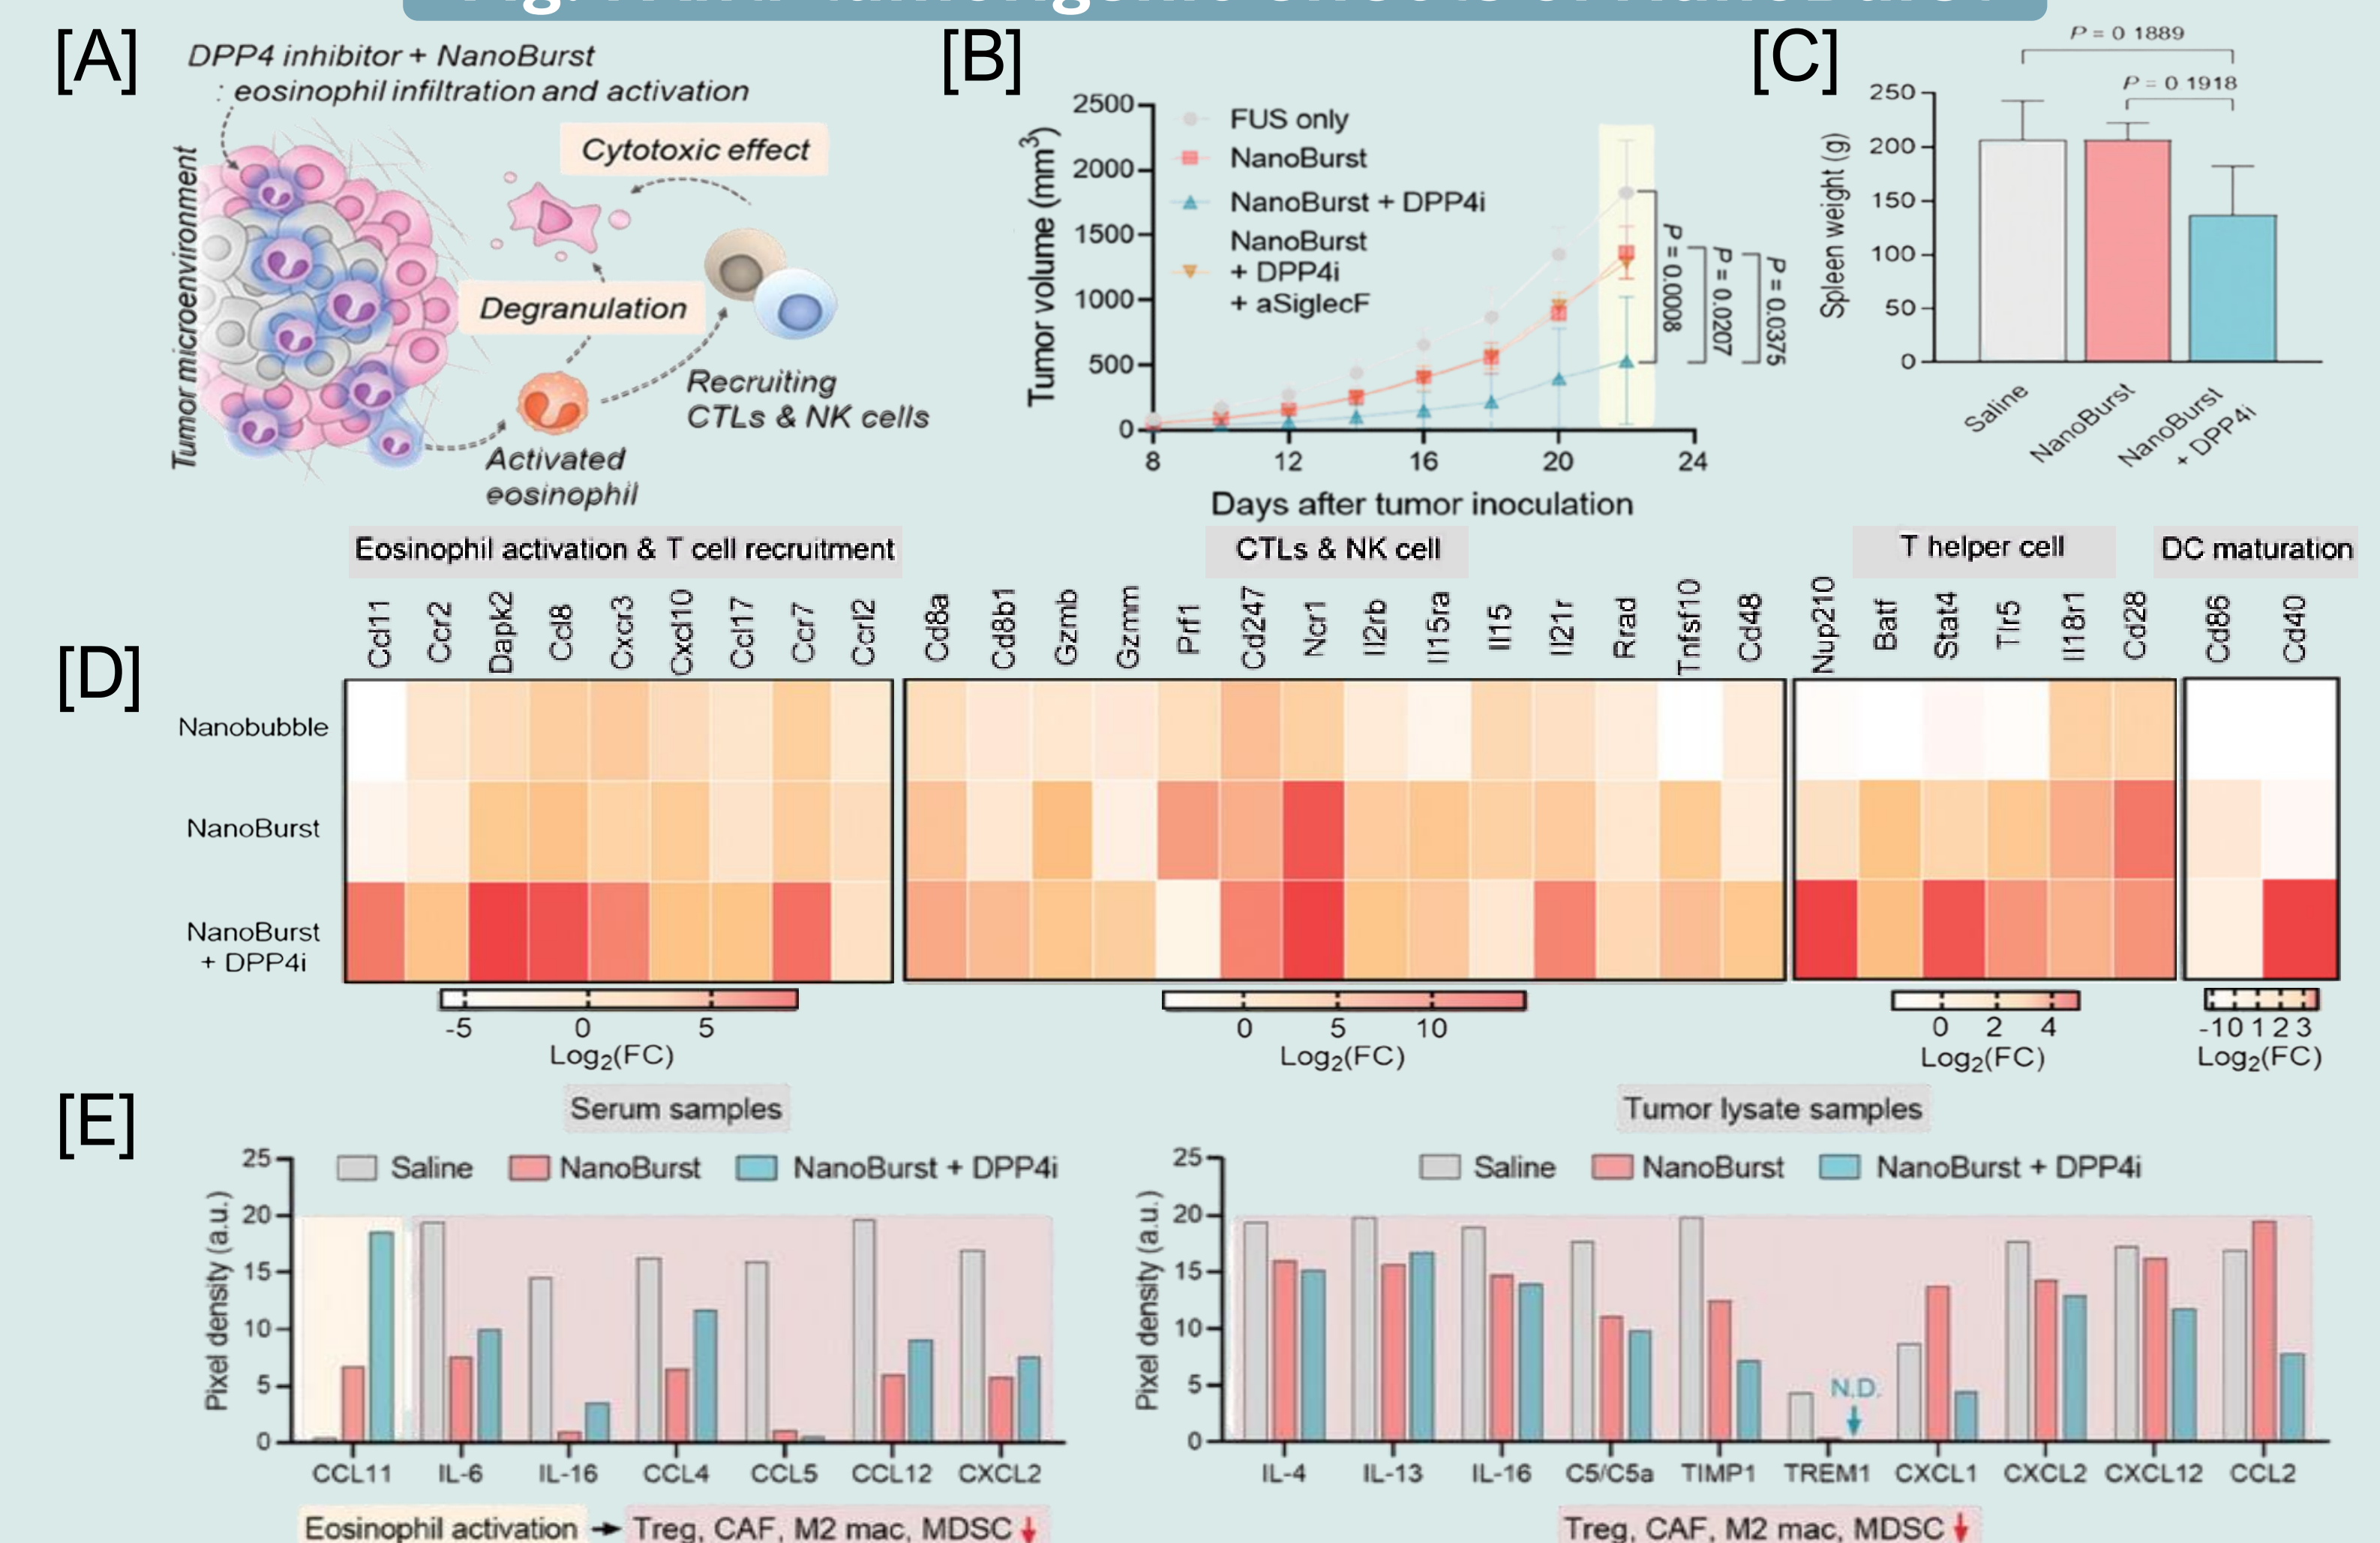 [A]
DPP4 inhibitor + NanoBurst
: eosinophil infiltration and activation
Tumor microenvironment
Cytotoxic effect
Degranulation
Recruiting
CTLs & NK cells
Activated
eosinophil
[B]
Tumor volume (mm³)
2500
2000
1500
1000
500
0
FUS only
NanoBurst
NanoBurst + DPP4i
NanoBurst
+ DPP4i
+ aSiglecF
P = 0.0008
P = 0.0207
P = 0.0375
8 12 16 20 24
Days after tumor inoculation
[C]
P = 0 1889
P = 0 1918
Spleen weight (g)
250
200
150
100
50
0
Saline
NanoBurst
NanoBurst
+ DPP4i
[D]
Eosinophil activation & T cell recruitment
CTLs & NK cell
T helper cell
DC maturation
Ccl11 Ccr2 Dapk2 Ccl8 Cxcr3 Cxcl10 Ccl17 Ccr7 Ccrl2
Cd8a Cd8b1 Gzmb Gzmm Prf1 Cd247 Ncr1 Il2rb Il15ra Il15 Il21r Rrad Tnfsf10 Cd48
Nup210 Batf Stat4 Tlr5 Il18r1 Cd28
Cd86 Cd40
Nanobubble
NanoBurst
NanoBurst
+ DPP4i
-5 0 5
Log₂(FC)
0 5 10
Log₂(FC)
0 2 4
Log₂(FC)
-1 0 1 2 3
Log₂(FC)
[E]
Serum samples
Pixel density (a.u.)
25
20
15
10
5
0
Saline NanoBurst NanoBurst + DPP4i
CCL11 IL-6 IL-16 CCL4 CCL5 CCL12 CXCL2
Eosinophil activation → Treg, CAF, M2 mac, MDSC ↓
Tumor lysate samples
Pixel density (a.u.)
25
20
15
10
5
0
Saline NanoBurst NanoBurst + DPP4i
N.D.
IL-4 IL-13 IL-16 C5/C5a TIMP1 TREM1 CXCL1 CXCL2 CXCL12 CCL2
Treg, CAF, M2 mac, MDSC ↓